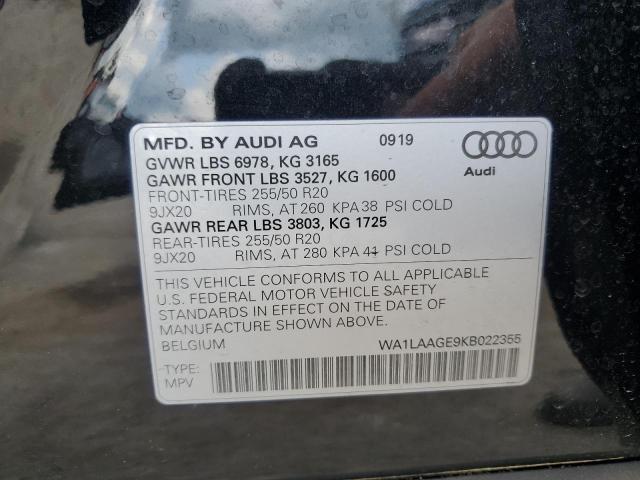 MFD. BY AUDI AG 0919
GVWR LBS 6978, KG 3165
GAWR FRONT LBS 3527, KG 1600
FRONT-TIRES 255/50 R20
9JX20 RIMS, AT 260 KPA 38 PSI COLD
GAWR REAR LBS 3803, KG 1725
REAR-TIRES 255/50 R20
9JX20 RIMS, AT 280 KPA 41 PSI COLD
Audi
THIS VEHICLE CONFORMS TO ALL APPLICABLE
U.S. FEDERAL MOTOR VEHICLE SAFETY
STANDARDS IN EFFECT ON THE DATE OF
MANUFACTURE SHOWN ABOVE.
BELGIUM WA1LAAGE9KB022355
TYPE:
MPV